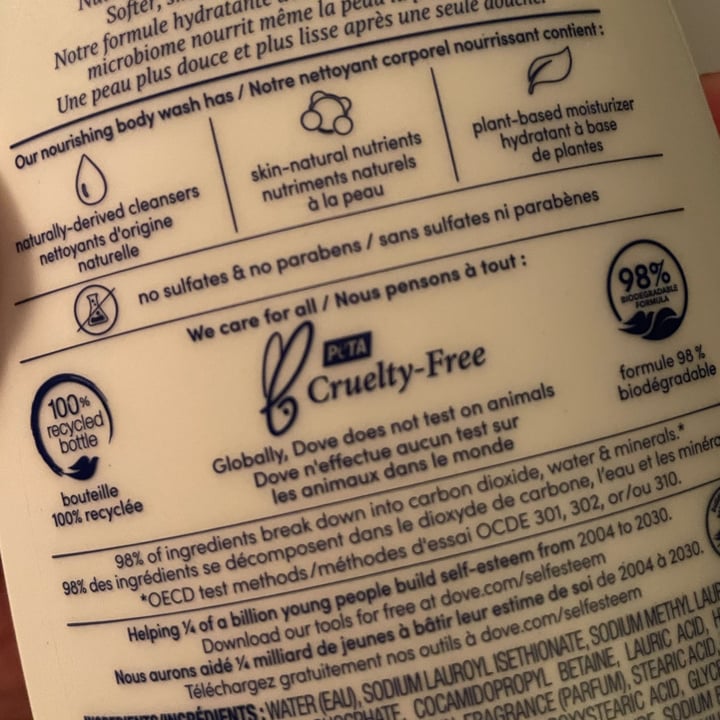 Softer, s
Notre formule hydratante
microbiome nourrit même la peau
Une peau plus douce et plus lisse après une seule douche.
Our nourishing body wash has / Notre nettoyant corporel nourrissant contient :
naturally-derived cleansers
nettoyants d'origine
naturelle
skin-natural nutrients
nutriments naturels
à la peau
plant-based moisturizer
hydratant à base
de plantes
no sulfates & no parabens / sans sulfates ni parabènes
We care for all / Nous pensons à tout :
100%
recycled
bottle
bouteille
100% recyclée
PETA
Cruelty-Free
Globally, Dove does not test on animals
Dove n'effectue aucun test sur
les animaux dans le monde
98%
BIODEGRADABLE
FORMULA
formule 98 %
biodégradable
98% of ingredients break down into carbon dioxide, water & minerals.*
98% des ingrédients se décomposent dans le dioxyde de carbone, l'eau et les minéra
*OECD test methods/méthodes d'essai OCDE 301, 302, or/ou 310.
Helping ¼ of a billion young people build self-esteem from 2004 to 2030.
Download our tools for free at dove.com/selfesteem
Nous aurons aidé ¼ milliard de jeunes à bâtir leur estime de soi de 2004 à 2030.
Téléchargez gratuitement nos outils à dove.com/selfesteem
INGREDIENTS/INGRÉDIENTS : WATER (EAU), SODIUM LAUROYL ISETHIONATE, SODIUM METHYL LAUR
COCAMIDOPROPYL BETAINE, LAURIC ACID, H
FRAGRANCE (PARFUM), STEARIC ACID,
ISOSTEARIC ACID, GLYC
SODIUM